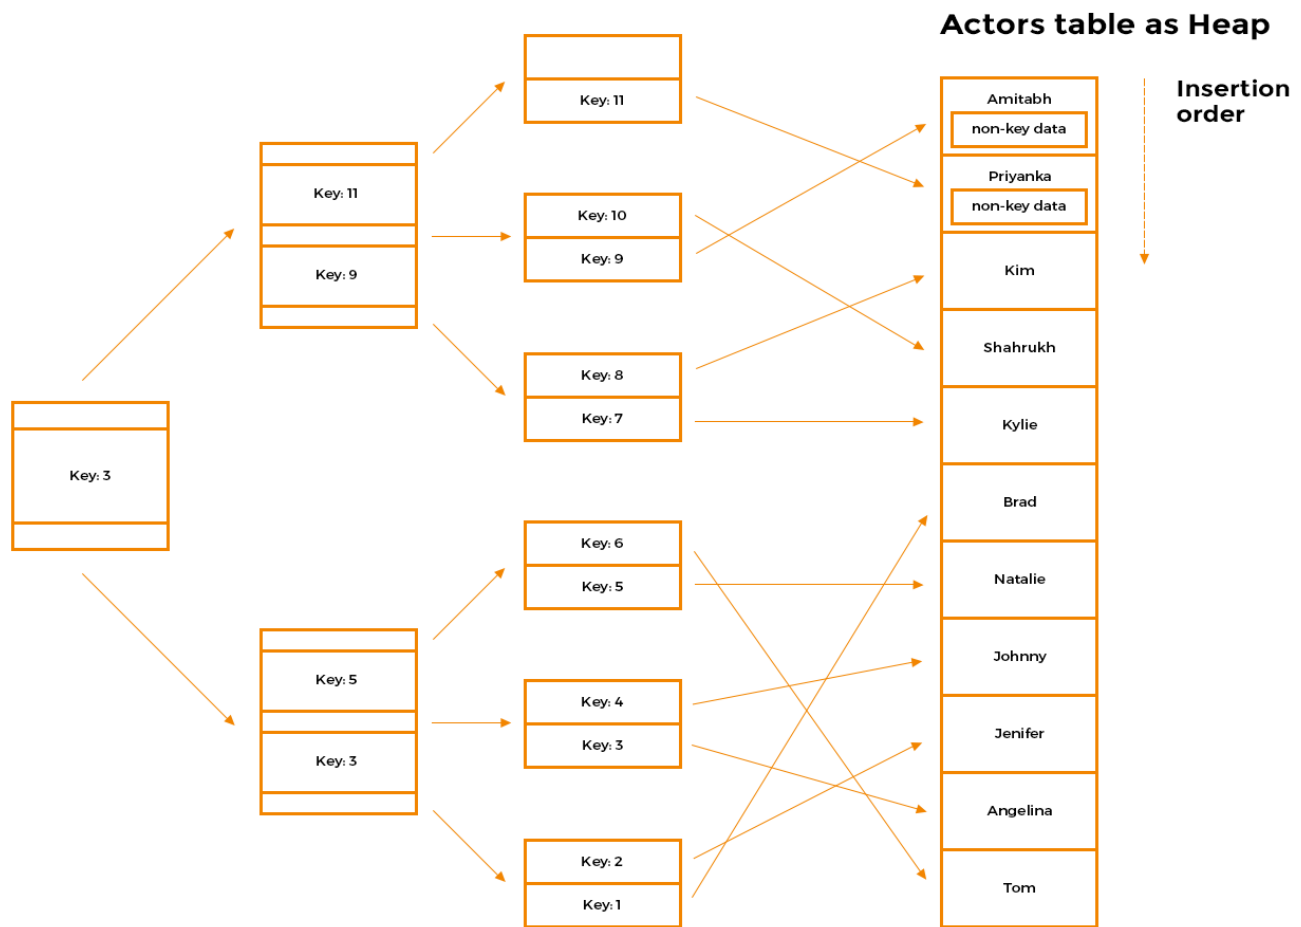 Actors table as Heap
Insertion
order
Key: 3
Key: 11
Key: 9
Key: 5
Key: 3
Key: 11
Key: 10
Key: 9
Key: 8
Key: 7
Key: 6
Key: 5
Key: 4
Key: 3
Key: 2
Key: 1
Amitabh
non-key data
Priyanka
non-key data
Kim
Shahrukh
Kylie
Brad
Natalie
Johnny
Jenifer
Angelina
Tom